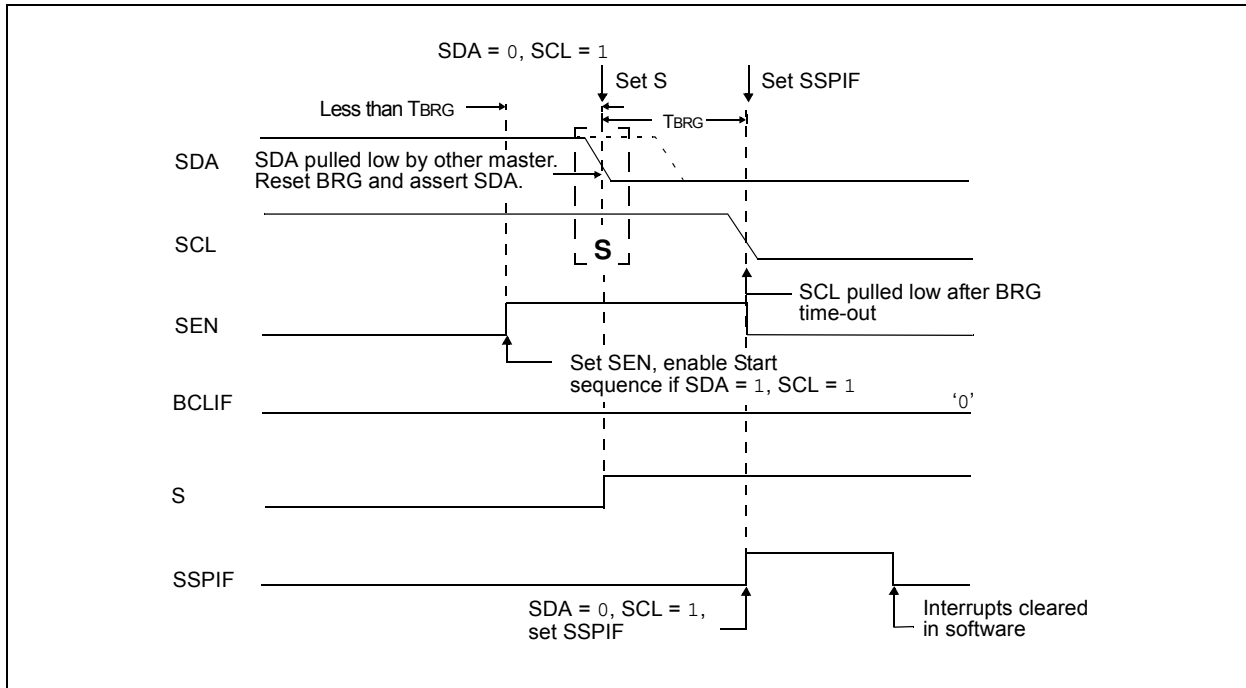 SDA = 0, SCL = 1
Set S
Set SSPIF
Less than TBRG
TBRG
SDA
SDA pulled low by other master.
Reset BRG and assert SDA.
SCL
S
SCL pulled low after BRG
time-out
SEN
Set SEN, enable Start
sequence if SDA = 1, SCL = 1
BCLIF
‘0’
S
SSPIF
SDA = 0, SCL = 1,
set SSPIF
Interrupts cleared
in software